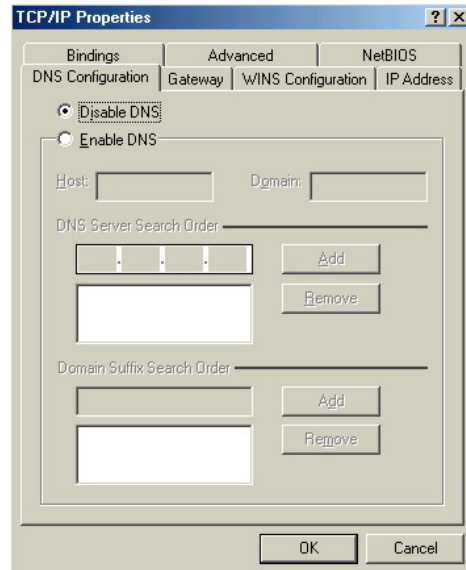 TCP/IP Properties
Bindings Advanced NetBIOS
DNS Configuration Gateway WINS Configuration IP Address
Disable DNS
Enable DNS
Host: Domain:
DNS Server Search Order
. . .
Add
Remove
Domain Suffix Search Order
Add
Remove
OK Cancel